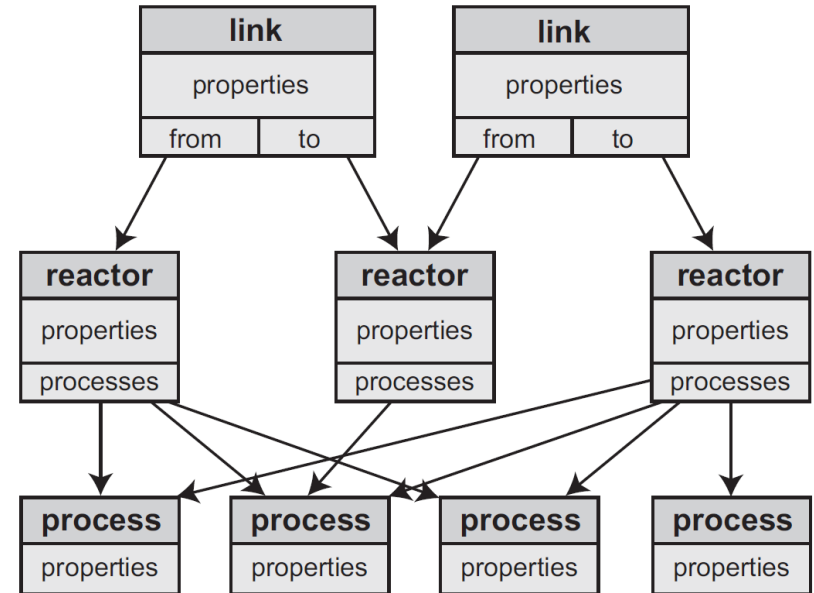 link link
properties properties
from to from to
reactor reactor reactor
properties properties properties
processes processes processes
process process process process
properties properties properties properties